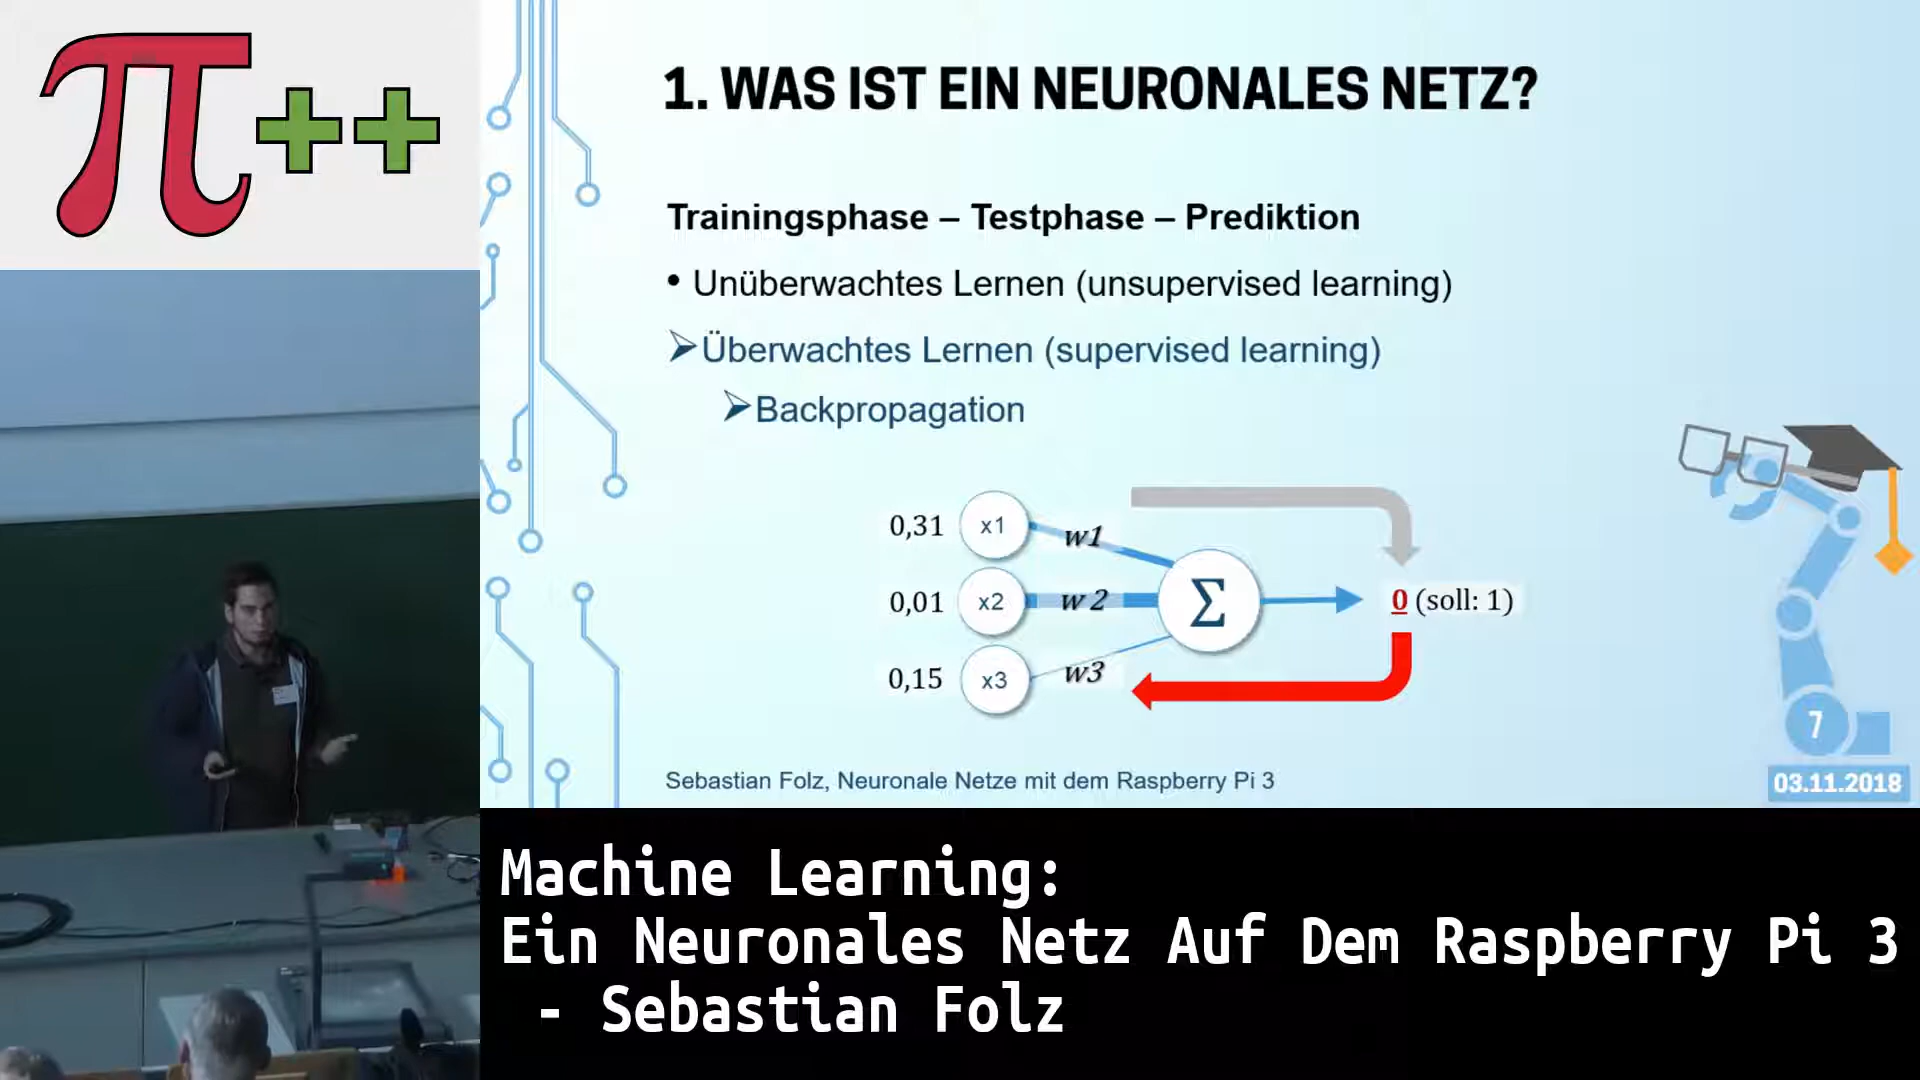 π++
1. WAS IST EIN NEURONALES NETZ?
Trainingsphase – Testphase – Prediktion
• Unüberwachtes Lernen (unsupervised learning)
➢Überwachtes Lernen (supervised learning)
➢Backpropagation
0,31 x1 w1
0,01 x2 w2 Σ 0 (soll: 1)
0,15 x3 w3
7
Sebastian Folz, Neuronale Netze mit dem Raspberry Pi 3
03.11.2018
Machine Learning:
Ein Neuronales Netz Auf Dem Raspberry Pi 3
- Sebastian Folz